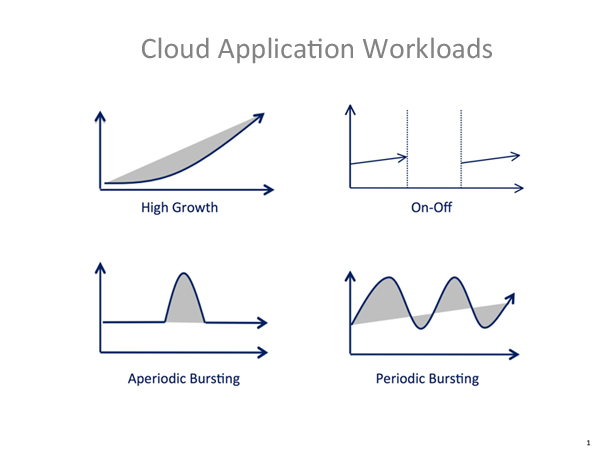 Cloud Application Workloads
High Growth
On-Off
Aperiodic Bursting
Periodic Bursting
1